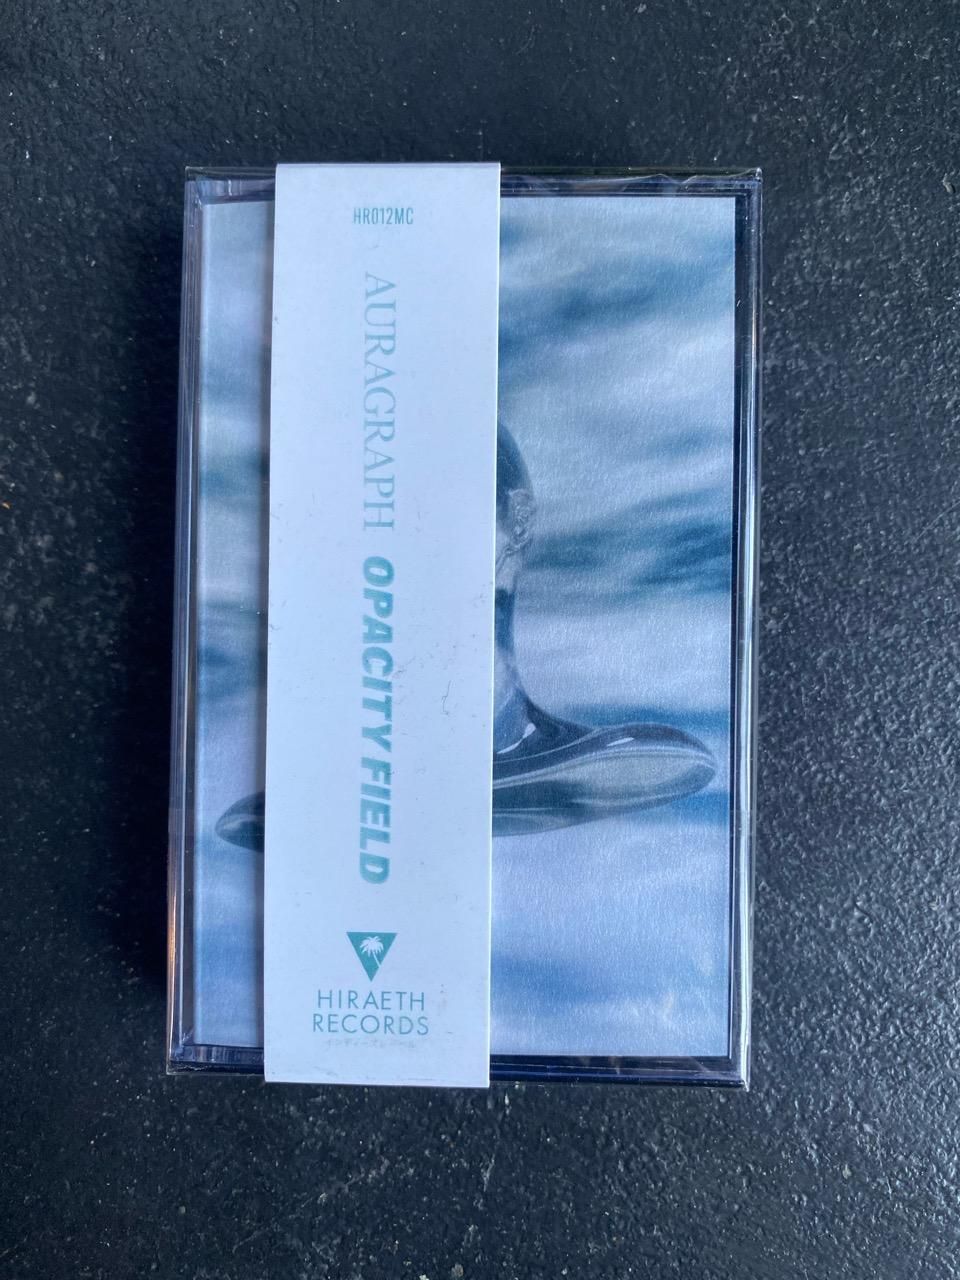 HR012MC
AURAGRAPH OPACITY FIELD
HIRAETH
RECORDS